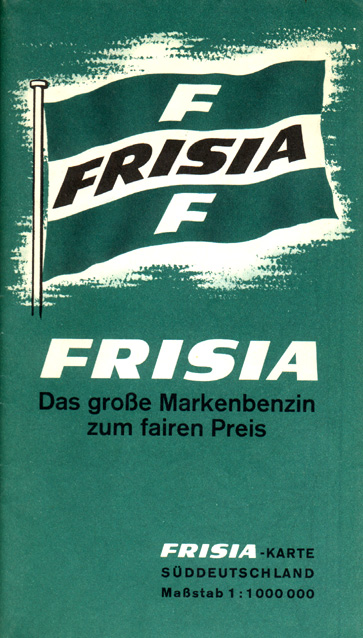 F
FRISIA
F
FRISIA
Das große Markenbenzin
zum fairen Preis
FRISIA-KARTE
SÜDDEUTSCHLAND
Maßstab 1:1000000